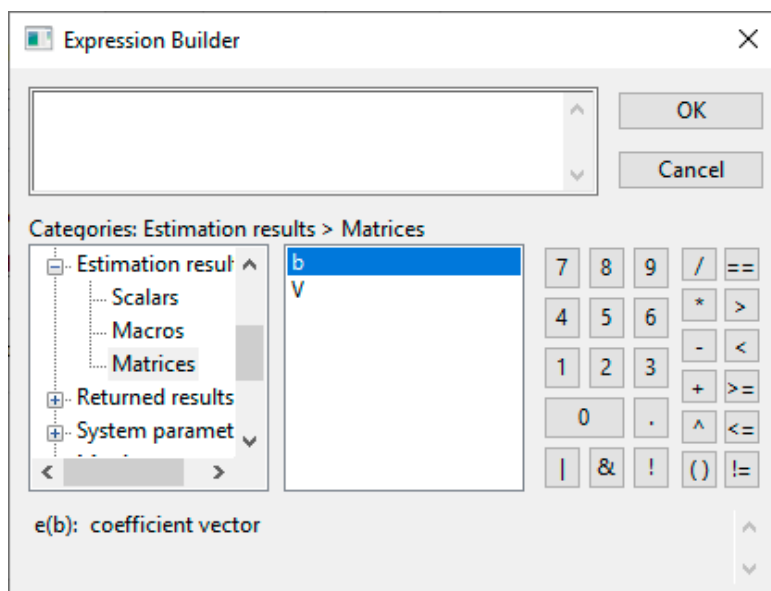 Expression Builder
OK
Cancel
Categories: Estimation results > Matrices
Estimation resul
Scalars
Macros
Matrices
Returned results
System paramet
b
V
7 8 9 / ==
4 5 6 * >
1 2 3 - <
+ >=
0 . ^ <=
| & ! () !=
e(b): coefficient vector